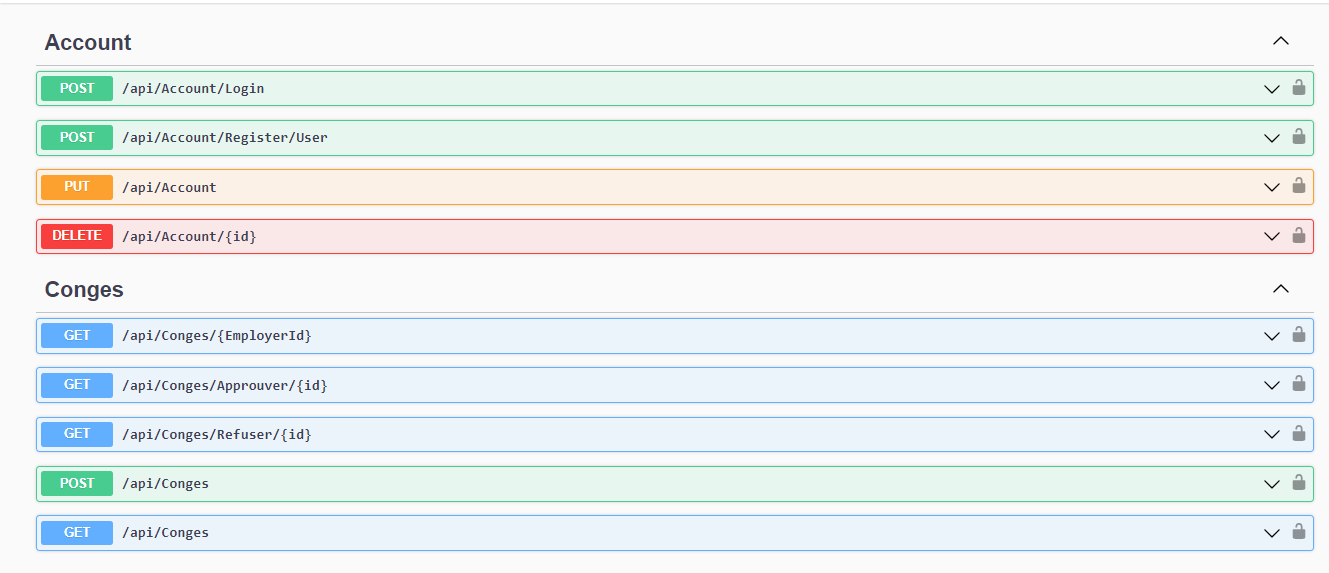 Account
POST /api/Account/Login
POST /api/Account/Register/User
PUT /api/Account
DELETE /api/Account/{id}
Conges
GET /api/Conges/{EmployerId}
GET /api/Conges/Approuver/{id}
GET /api/Conges/Refuser/{id}
POST /api/Conges
GET /api/Conges